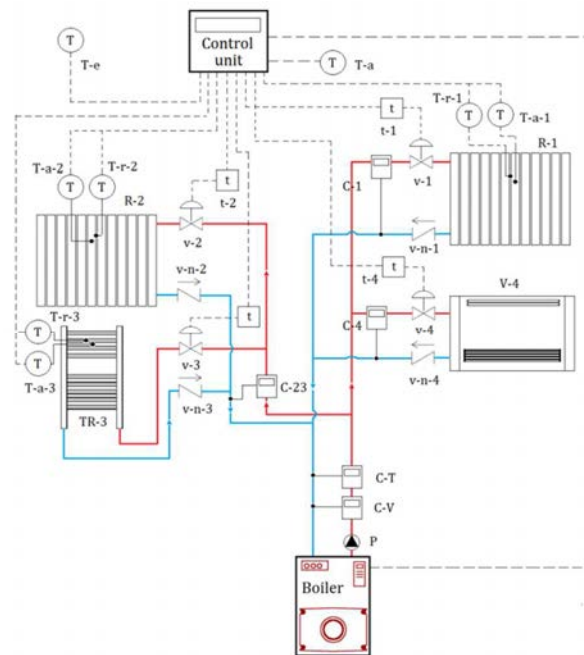 Control
unit
T
T-e
T
T-a
T-r-1
T-a-1
T
T
t
t-1
R-1
T-a-2
T-r-2
T
T
R-2
t
t-2
C-1
v-1
v-2
v-n-1
v-n-2
t
t-4
V-4
T-r-3
T
t
C-4
v-4
T
T-a-3
v-3
v-n-4
C-23
TR-3
v-n-3
C-T
C-V
P
Boiler